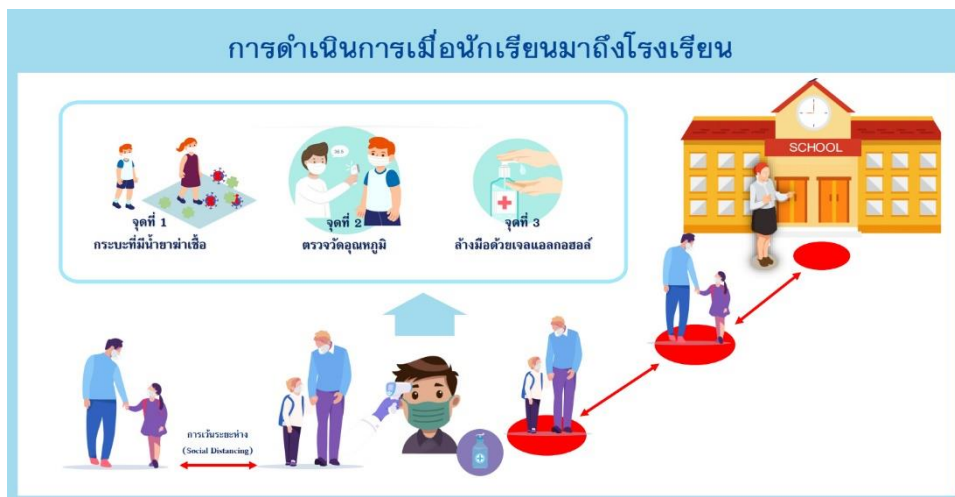 การดำเนินการเมื่อนักเรียนมาถึงโรงเรียน
SCHOOL
จุดที่ 1
กระบะที่มีน้ำยาฆ่าเชื้อ
จุดที่ 2
ตรวจวัดอุณหภูมิ
จุดที่ 3
ล้างมือด้วยเจลแอลกอฮอล์
การเว้นระยะห่าง
(Social Distancing)